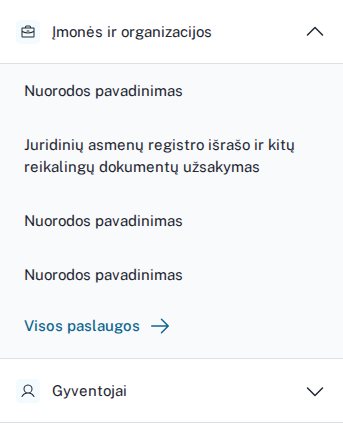 Įmonės ir organizacijos
Nuorodos pavadinimas
Juridinių asmenų registro išrašo ir kitų
reikalingų dokumentų užsakymas
Nuorodos pavadinimas
Nuorodos pavadinimas
Visos paslaugos
Gyventojai